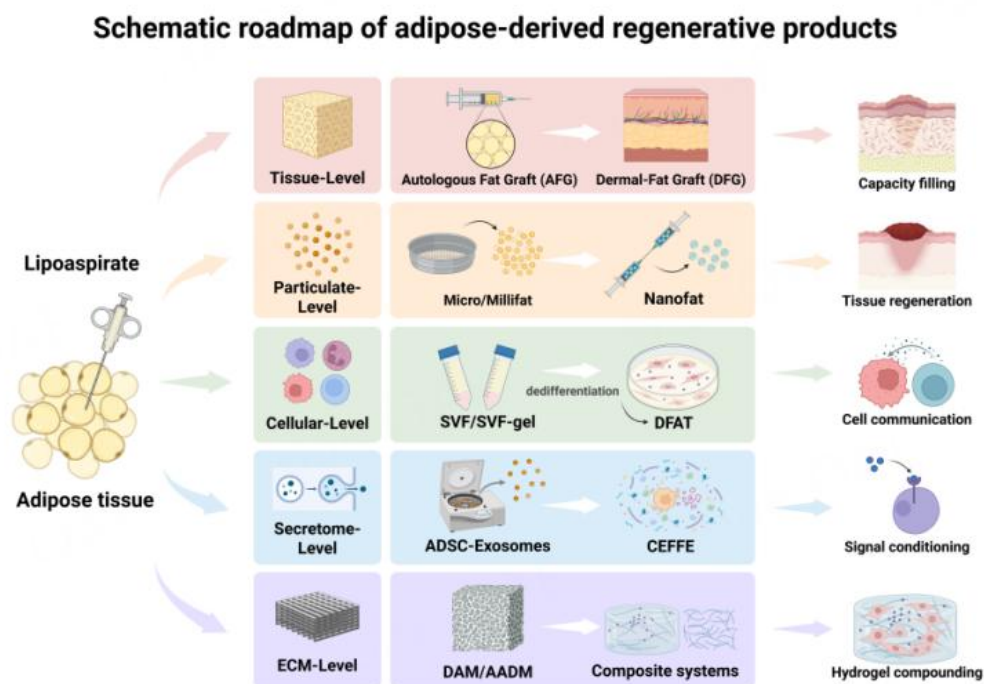 Schematic roadmap of adipose-derived regenerative products
Lipoaspirate
Adipose tissue
Tissue-Level
Autologous Fat Graft (AFG)
Dermal-Fat Graft (DFG)
Capacity filling
Particulate-
Level
Micro/Millifat
Nanofat
Tissue regeneration
Cellular-Level
SVF/SVF-gel
dedifferentiation
DFAT
Cell communication
Secretome-
Level
ADSC-Exosomes
CEFFE
Signal conditioning
ECM-Level
DAM/AADM
Composite systems
Hydrogel compounding